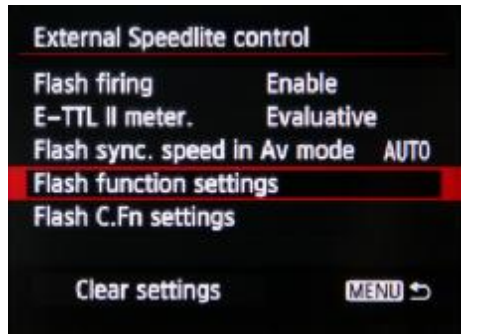 External Speedlite control
Flash firing Enable
E-TTL II meter. Evaluative
Flash sync. speed in Av mode AUTO
Flash function settings
Flash C.Fn settings
Clear settings MENU